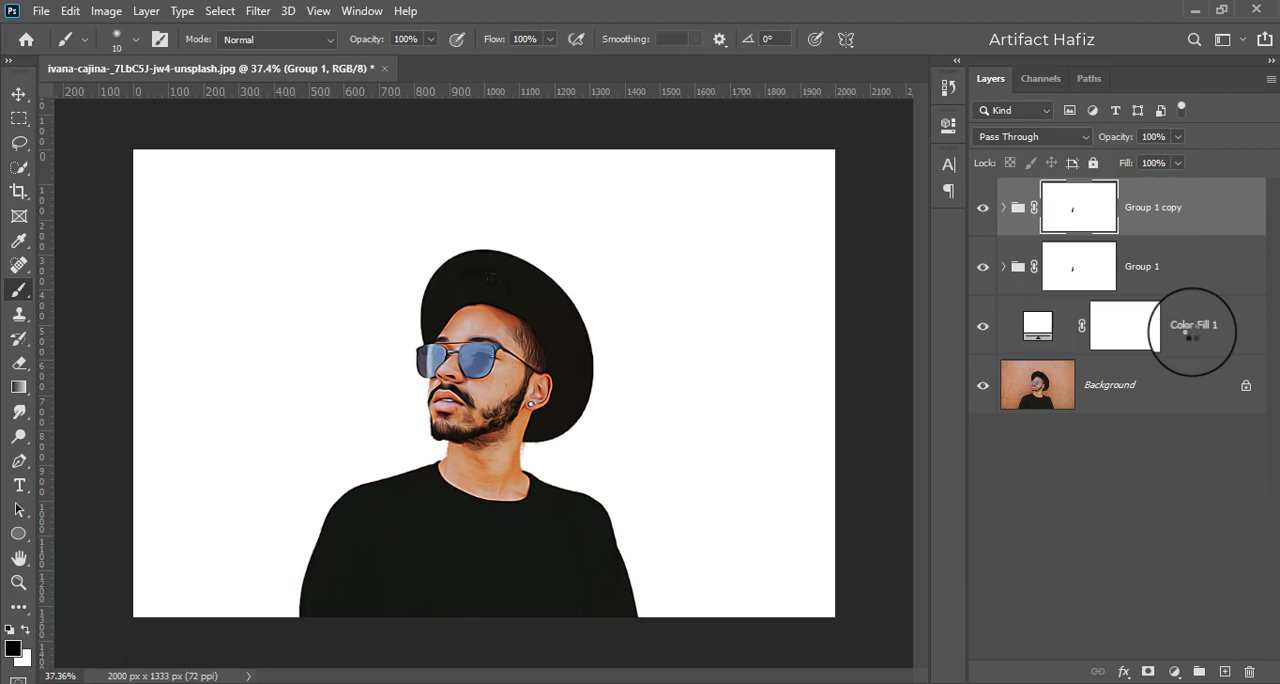 Ps File Edit Image Layer Type Select Filter 3D View Window Help
10 Mode: Normal Opacity: 100% Flow: 100% Smoothing: 0° Artifact Hafiz
ivana-cajina-_7LbC5J-jw4-unsplash.jpg @ 37.4% (Group 1, RGB/8) * ×
200 100 0 100 200 300 400 500 600 700 800 900 1000 1100 1200 1300 1400 1500 1600 1700 1800 1900 2000 2100
Layers Channels Paths
Kind
Pass Through Opacity: 100%
Lock: Fill: 100%
Group 1 copy
Group 1
Color Fill 1
Background
37.36% 2000 px x 1333 px (72 ppi)